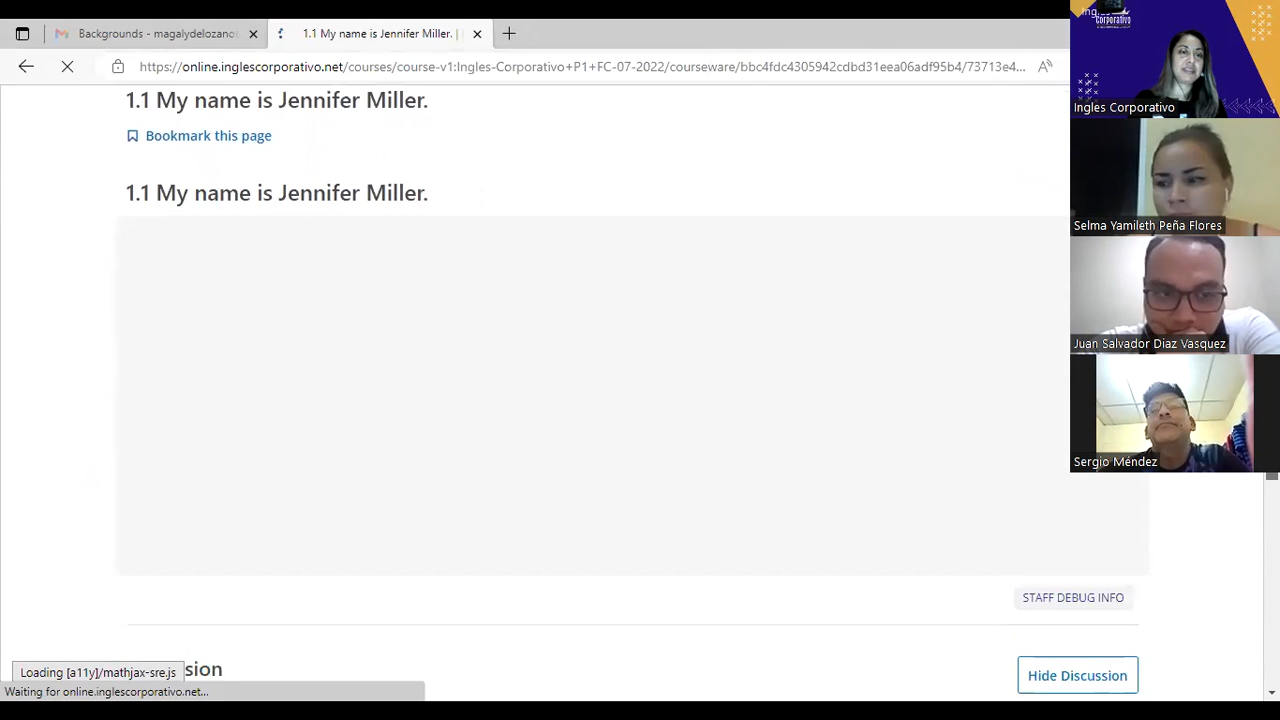 Backgrounds - magalydelozano
1.1 My name is Jennifer Miller. |
https://online.inglescorporativo.net/courses/course-v1:Ingles-Corporativo+P1+FC-07-2022/courseware/bbc4fdc4305942cdbd31eea06adf95b4/73713e4...
1.1 My name is Jennifer Miller.
Bookmark this page
1.1 My name is Jennifer Miller.
STAFF DEBUG INFO
Hide Discussion
sion
Loading [a11y]/mathjax-sre.js
Waiting for online.inglescorporativo.net...
Corporativo
Ingles Corporativo
Selma Yamileth Peña Flores
Juan Salvador Diaz Vasquez
Sergio Méndez